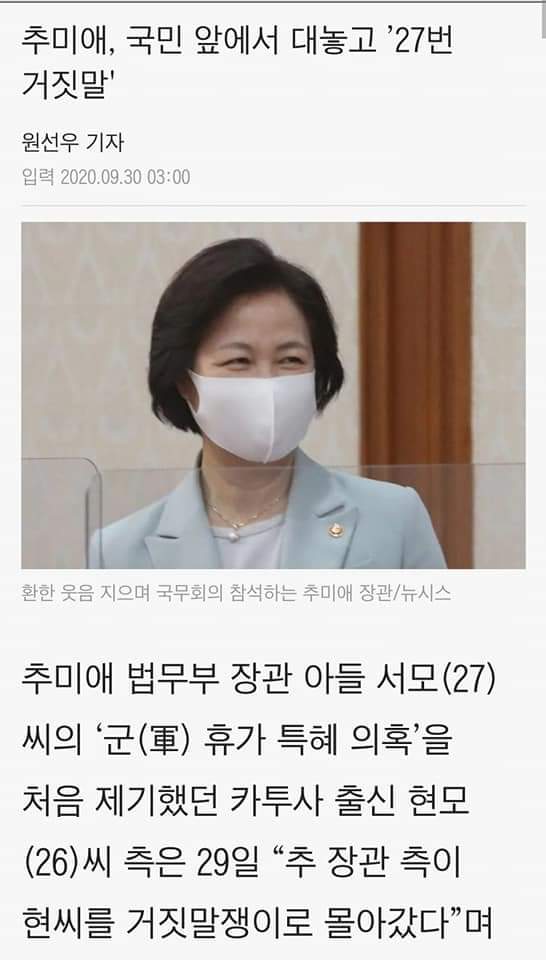 추미애, 국민 앞에서 대놓고 ’27번
거짓말'
원선우 기자
입력 2020.09.30 03:00
환한 웃음 지으며 국무회의 참석하는 추미애 장관/뉴시스
추미애 법무부 장관 아들 서모(27)
씨의 ‘군(軍) 휴가 특혜 의혹’을
처음 제기했던 카투사 출신 현모
(26)씨 측은 29일 “추 장관 측이
현씨를 거짓말쟁이로 몰아갔다”며